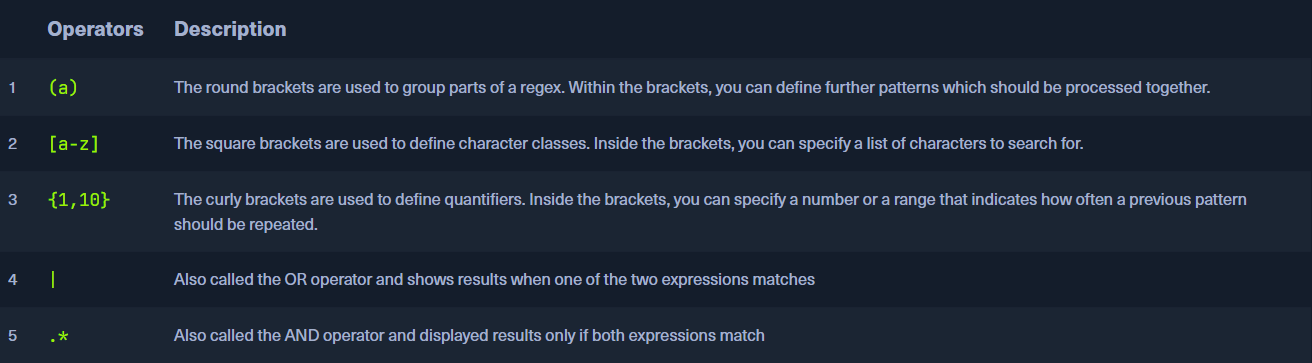 Operators Description
1 (a) The round brackets are used to group parts of a regex. Within the brackets, you can define further patterns which should be processed together.
2 [a-z] The square brackets are used to define character classes. Inside the brackets, you can specify a list of characters to search for.
3 {1,10} The curly brackets are used to define quantifiers. Inside the brackets, you can specify a number or a range that indicates how often a previous pattern
should be repeated.
4 | Also called the OR operator and shows results when one of the two expressions matches
5 .* Also called the AND operator and displayed results only if both expressions match